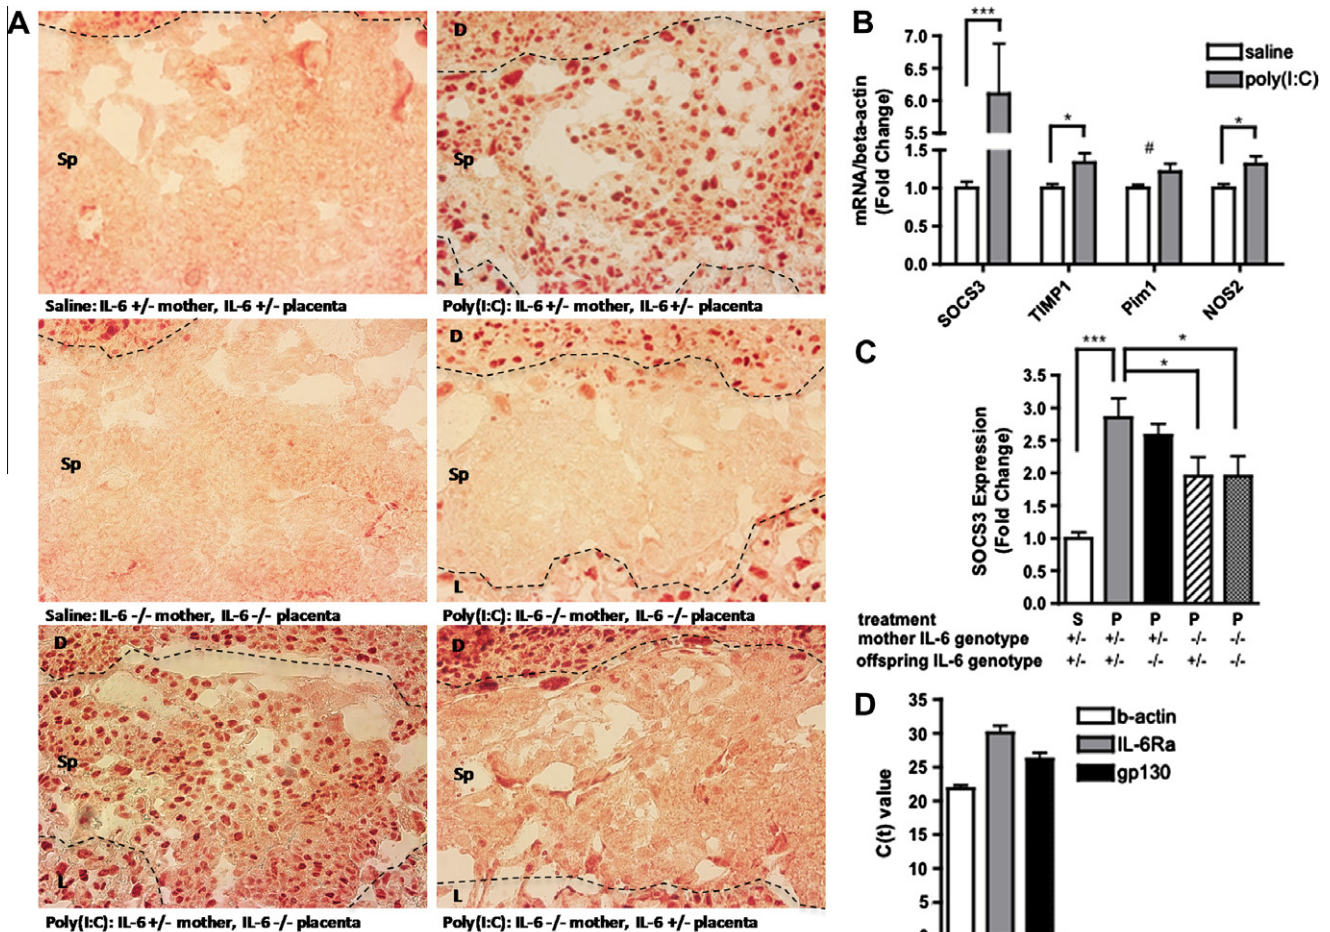 A
Sp
Saline: IL-6 +/- mother, IL-6 +/- placenta
D
Sp
L
Poly(I:C): IL-6 +/- mother, IL-6 +/- placenta
Sp
Saline: IL-6 -/- mother, IL-6 -/- placenta
D
Sp
L
Poly(I:C): IL-6 -/- mother, IL-6 -/- placenta
D
Sp
L
Poly(I:C): IL-6 +/- mother, IL-6 -/- placenta
D
Sp
L
Poly(I:C): IL-6 -/- mother, IL-6 +/- placenta
B
mRNA/beta-actin
(Fold Change)
7.0
6.5
6.0
5.5
1.5
1.0
0.5
0.0
***
*
#
*
saline
poly(I:C)
SOCS3
TIMP1
Pim1
NOS2
C
SOCS3 Expression
(Fold Change)
3.5
3.0
2.5
2.0
1.5
1.0
0.5
0.0
***
*
*
treatment S P P P P
mother IL-6 genotype +/- +/- +/- -/- -/-
offspring IL-6 genotype +/- +/- -/- +/- -/-
D
C(t) value
35
30
25
20
15
10
5
b-actin
IL-6Ra
gp130